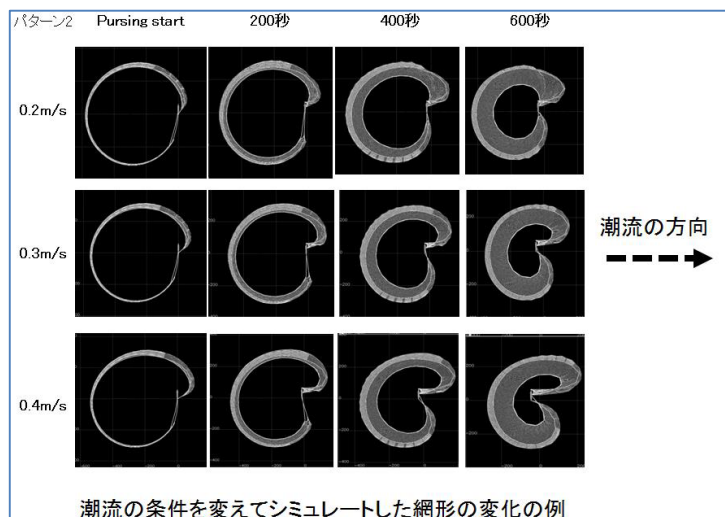 パターン2 Pursing start 200秒 400秒 600秒
0.2m/s
0.3m/s
潮流の方向
0.4m/s
潮流の条件を変えてシミュレートした網形の変化の例